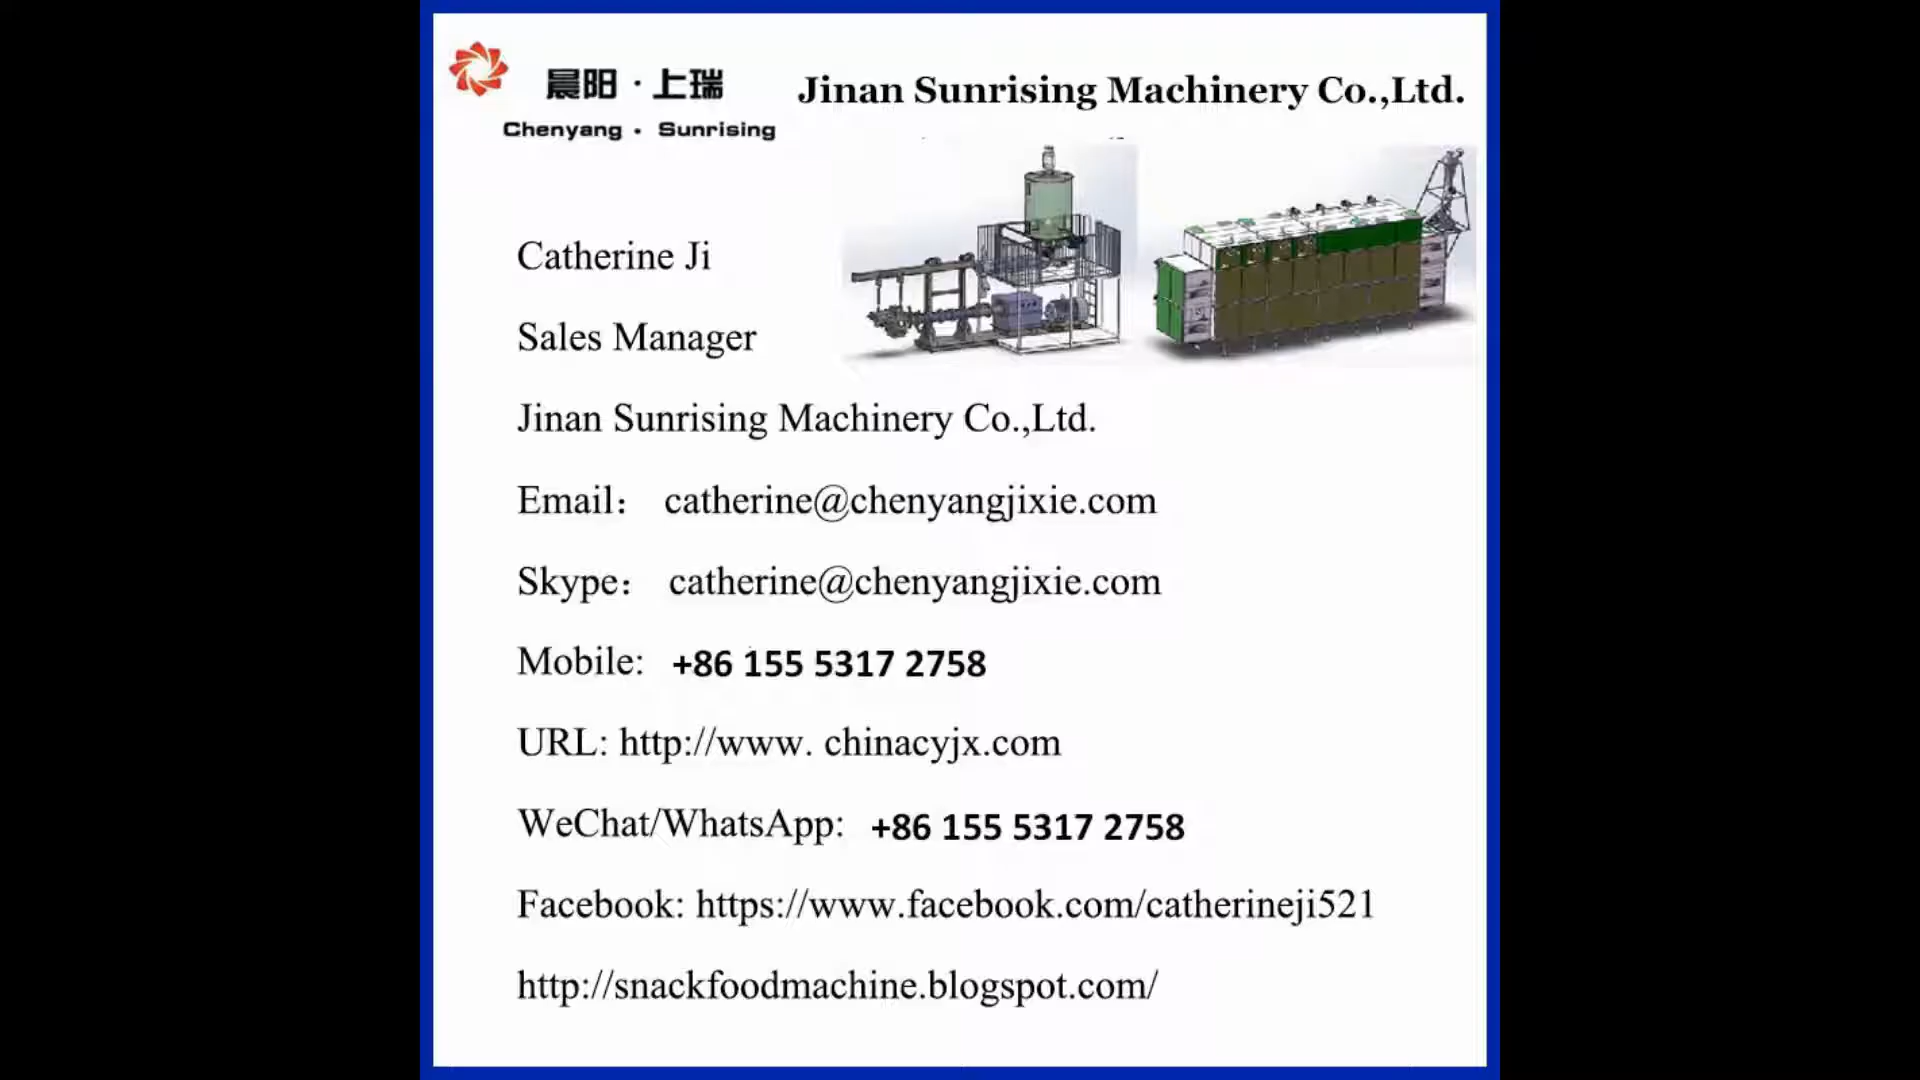 晨阳·上瑞
Chenyang · Sunrising
Jinan Sunrising Machinery Co.,Ltd.
Catherine Ji
Sales Manager
Jinan Sunrising Machinery Co.,Ltd.
Email： catherine@chenyangjixie.com
Skype： catherine@chenyangjixie.com
Mobile: +86 155 5317 2758
URL: http://www. chinacyjx.com
WeChat/WhatsApp: +86 155 5317 2758
Facebook: https://www.facebook.com/catherineji521
http://snackfoodmachine.blogspot.com/